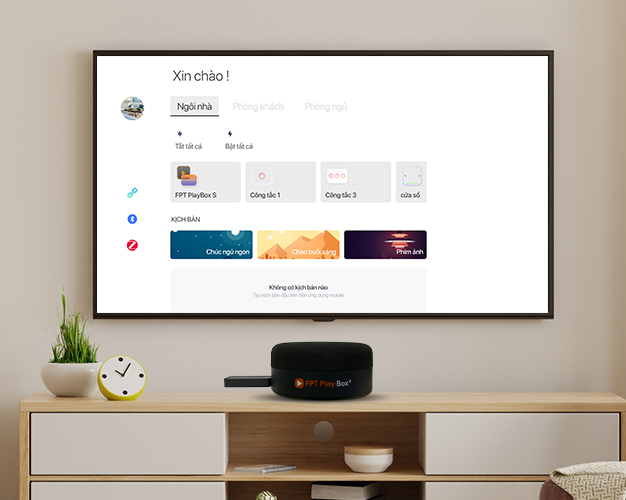 Xin chào !
Ngôi nhà Phòng khách Phòng ngủ
Tắt tất cả Bật tất cả
FPT PlayBox S Công tắc 1 Công tắc 3 cửa sổ
KỊCH BẢN
Chúc ngủ ngon Chào buổi sáng Phim ảnh
Không có kịch bản nào
Tạo kịch bản đầu tiên trên ứng dụng mobile
FPT Play Box